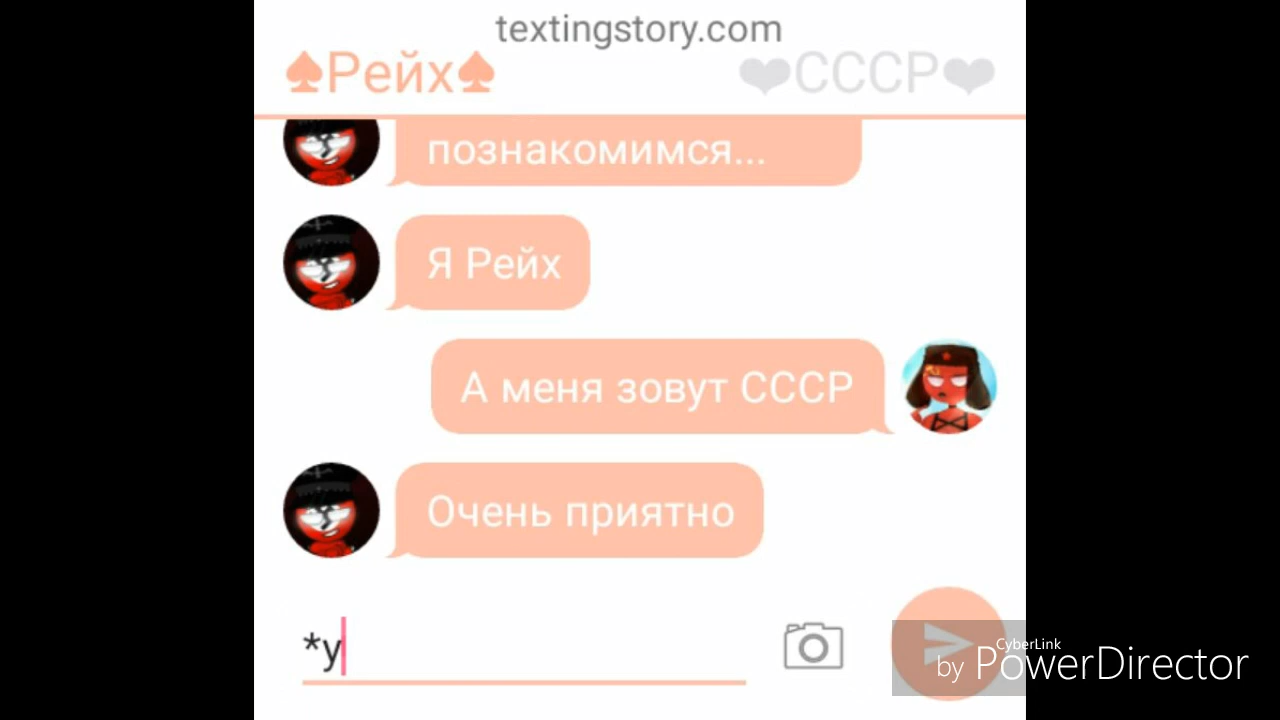 textingstory.com
♠Рейх♠
❤СССР❤
познакомимся...
Я Рейх
А меня зовут СССР
Очень приятно
*у
CyberLink
by PowerDirector